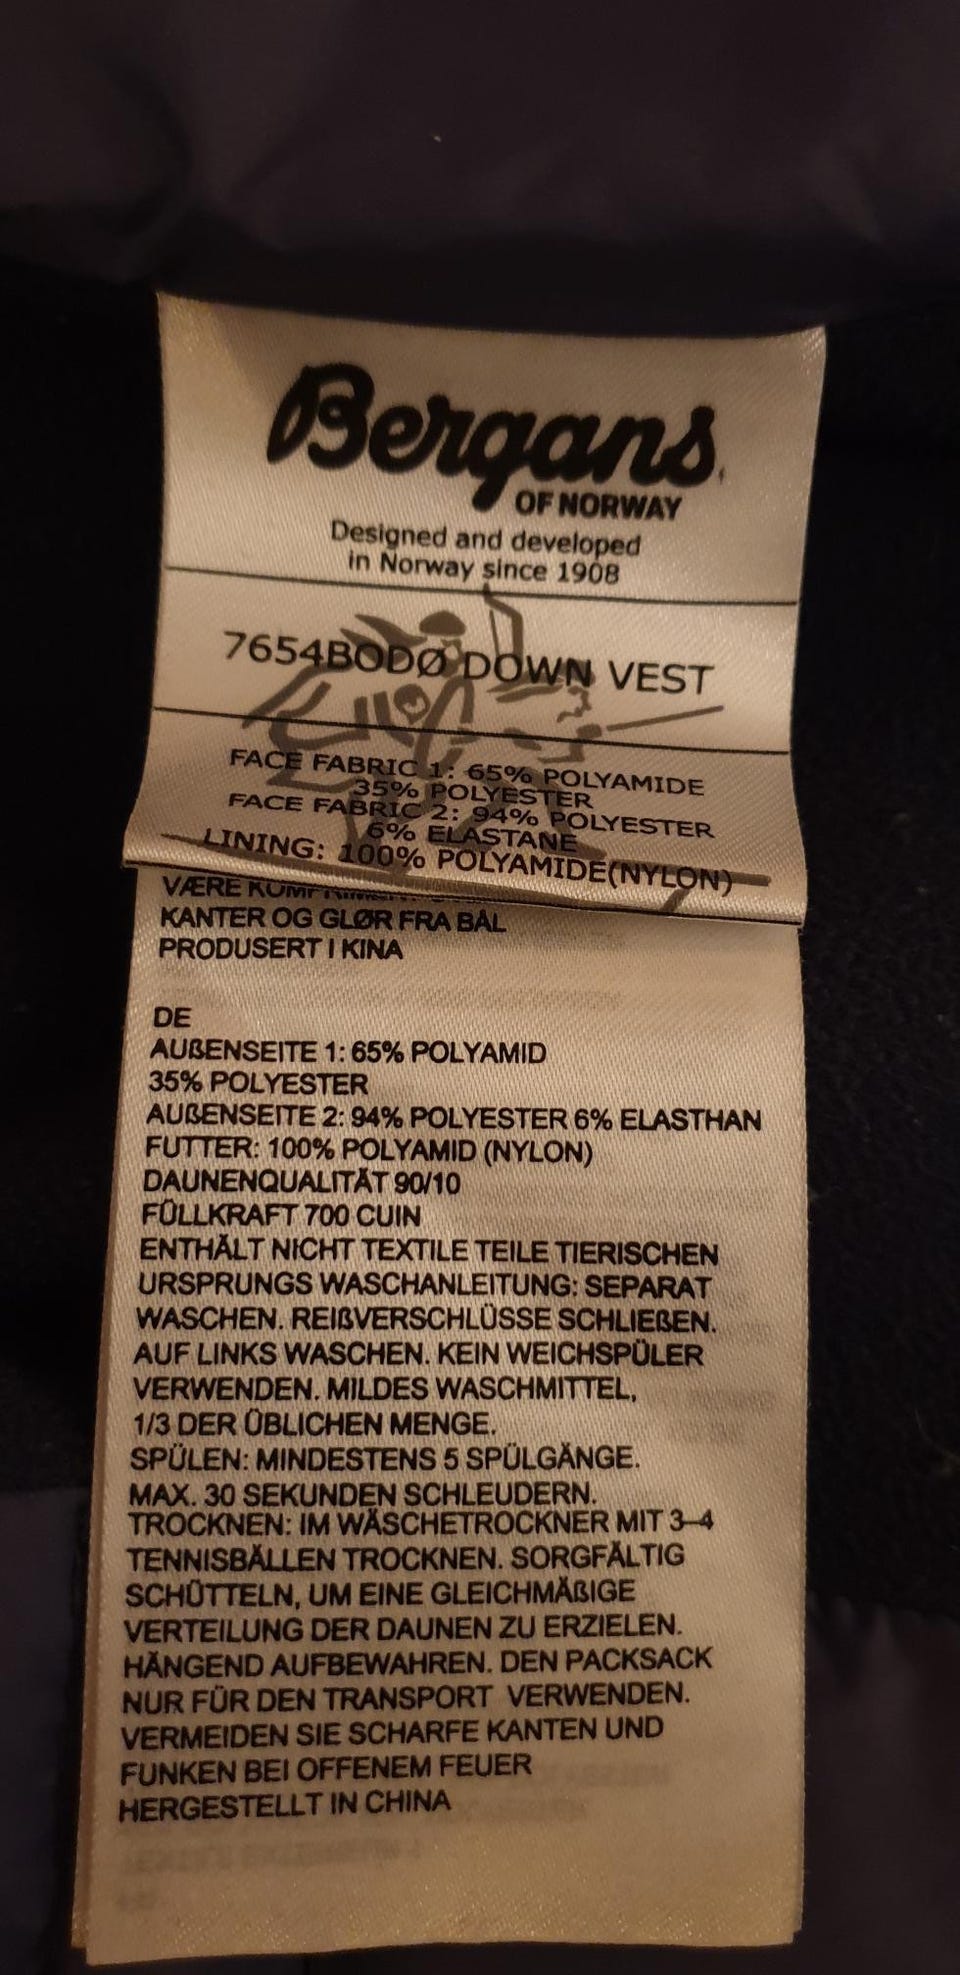 Bergans
OF NORWAY
Designed and developed
in Norway since 1908
7654BODØ DOWN VEST
FACE FABRIC 1: 65% POLYAMIDE
35% POLYESTER
FACE FABRIC 2: 94% POLYESTER
6% ELASTANE
LINING: 100% POLYAMIDE(NYLON)
VÆRE
KANTER OG GLØR FRA BÅL
PRODUSERT I KINA
DE
AUßENSEITE 1: 65% POLYAMID
35% POLYESTER
AUßENSEITE 2: 94% POLYESTER 6% ELASTHAN
FUTTER: 100% POLYAMID (NYLON)
DAUNENQUALITÄT 90/10
FÜLLKRAFT 700 CUIN
ENTHÄLT NICHT TEXTILE TEILE TIERISCHEN
URSPRUNGS WASCHANLEITUNG: SEPARAT
WASCHEN. REIßVERSCHLÜSSE SCHLIEßEN.
AUF LINKS WASCHEN. KEIN WEICHSPÜLER
VERWENDEN. MILDES WASCHMITTEL,
1/3 DER ÜBLICHEN MENGE.
SPÜLEN: MINDESTENS 5 SPÜLGÄNGE.
MAX. 30 SEKUNDEN SCHLEUDERN.
TROCKNEN: IM WÄSCHETROCKNER MIT 3–4
TENNISBÄLLEN TROCKNEN. SORGFÄLTIG
SCHÜTTELN, UM EINE GLEICHMÄßIGE
VERTEILUNG DER DAUNEN ZU ERZIELEN.
HÄNGEND AUFBEWAHREN. DEN PACKSACK
NUR FÜR DEN TRANSPORT VERWENDEN.
VERMEIDEN SIE SCHARFE KANTEN UND
FUNKEN BEI OFFENEM FEUER
HERGESTELLT IN CHINA